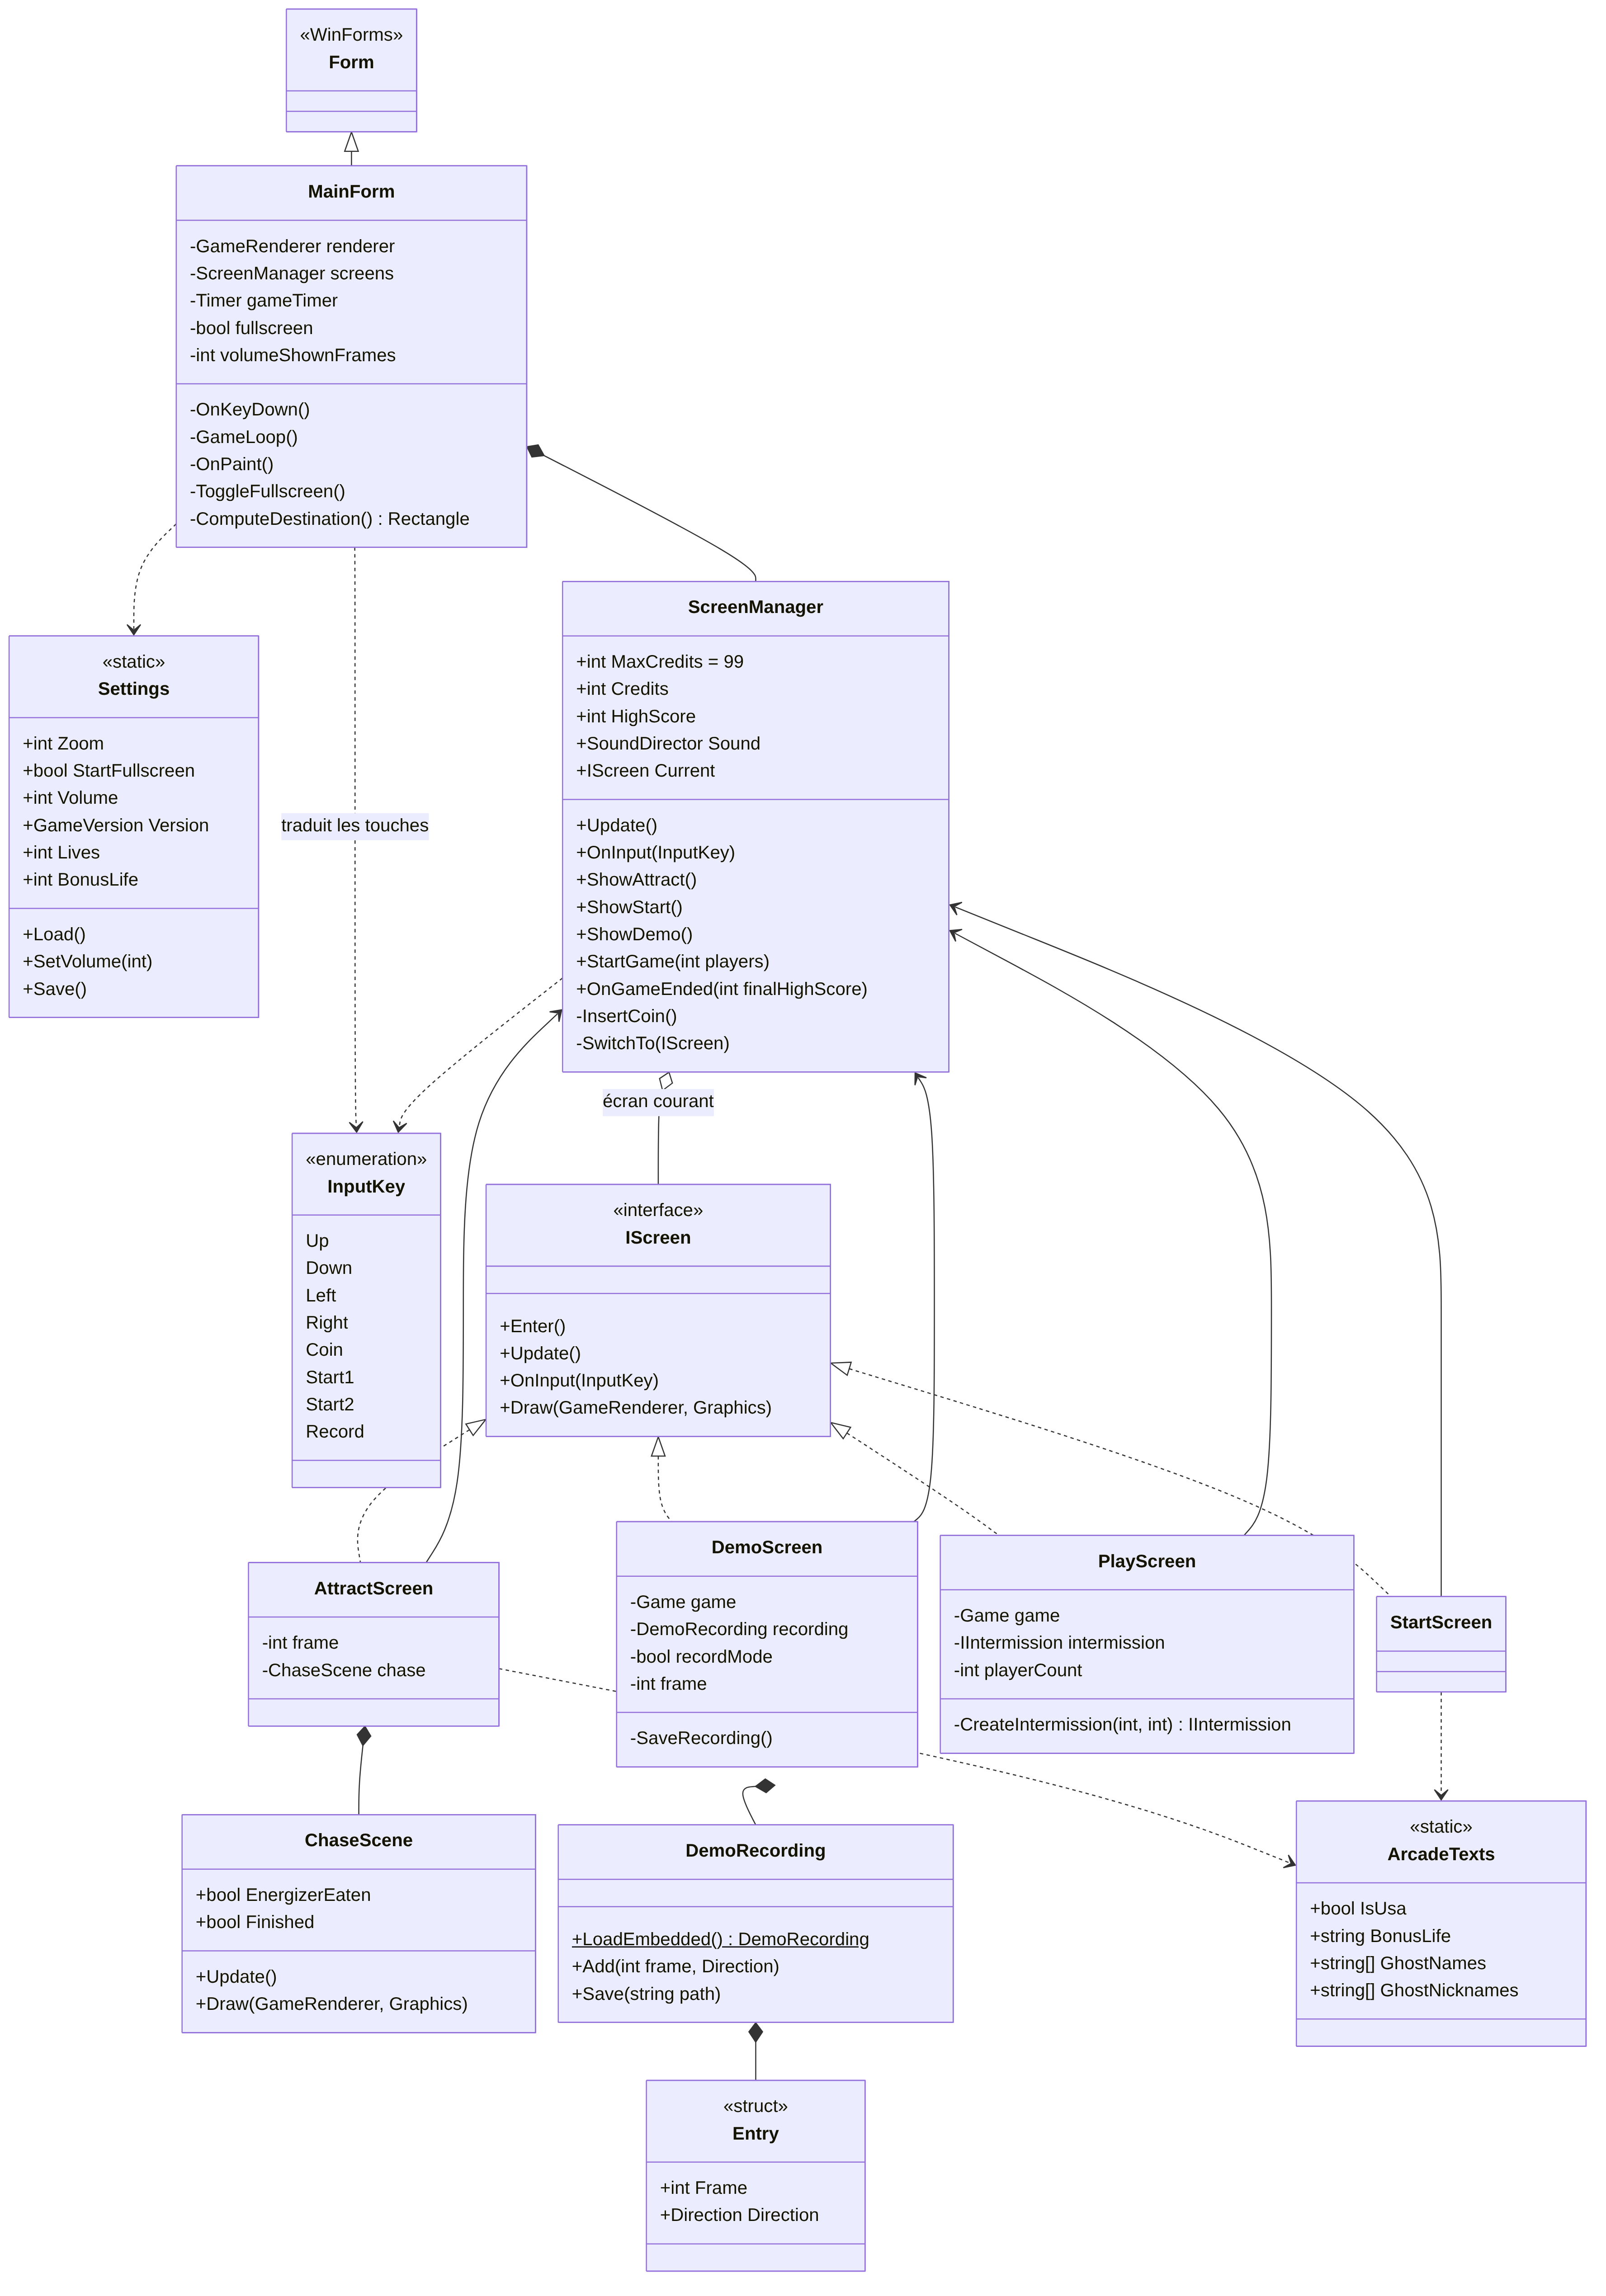 «WinForms»
Form
MainForm
-GameRenderer renderer
-ScreenManager screens
-Timer gameTimer
-bool fullscreen
-int volumeShownFrames
-OnKeyDown()
-GameLoop()
-OnPaint()
-ToggleFullscreen()
-ComputeDestination() : Rectangle
«static»
Settings
+int Zoom
+bool StartFullscreen
+int Volume
+GameVersion Version
+int Lives
+int BonusLife
+Load()
+SetVolume(int)
+Save()
traduit les touches
ScreenManager
+int MaxCredits = 99
+int Credits
+int HighScore
+SoundDirector Sound
+IScreen Current
+Update()
+OnInput(InputKey)
+ShowAttract()
+ShowStart()
+ShowDemo()
+StartGame(int players)
+OnGameEnded(int finalHighScore)
-InsertCoin()
-SwitchTo(IScreen)
écran courant
«enumeration»
InputKey
Up
Down
Left
Right
Coin
Start1
Start2
Record
«interface»
IScreen
+Enter()
+Update()
+OnInput(InputKey)
+Draw(GameRenderer, Graphics)
AttractScreen
-int frame
-ChaseScene chase
DemoScreen
-Game game
-DemoRecording recording
-bool recordMode
-int frame
-SaveRecording()
PlayScreen
-Game game
-IIntermission intermission
-int playerCount
-CreateIntermission(int, int) : IIntermission
StartScreen
ChaseScene
+bool EnergizerEaten
+bool Finished
+Update()
+Draw(GameRenderer, Graphics)
DemoRecording
+LoadEmbedded() : DemoRecording
+Add(int frame, Direction)
+Save(string path)
«static»
ArcadeTexts
+bool IsUsa
+string BonusLife
+string[] GhostNames
+string[] GhostNicknames
«struct»
Entry
+int Frame
+Direction Direction